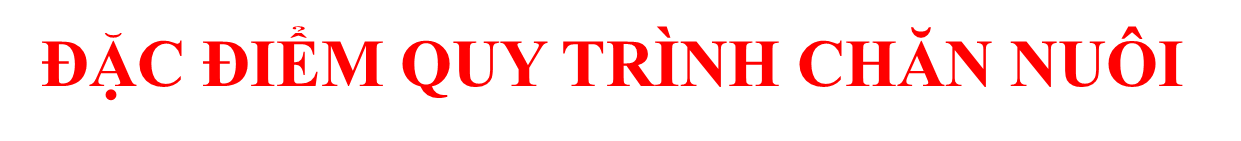 ĐẶC ĐIỂM QUY TRÌNH CHĂN NUÔI